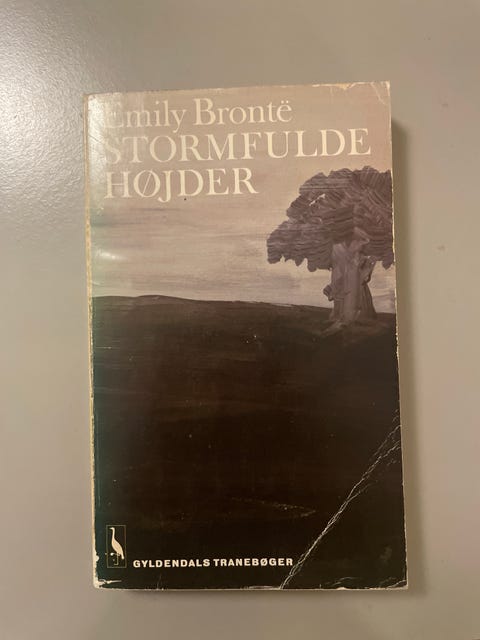 Emily Brontë
STORMFULDE
HØJDER
GYLDENDALS TRANEBØGER